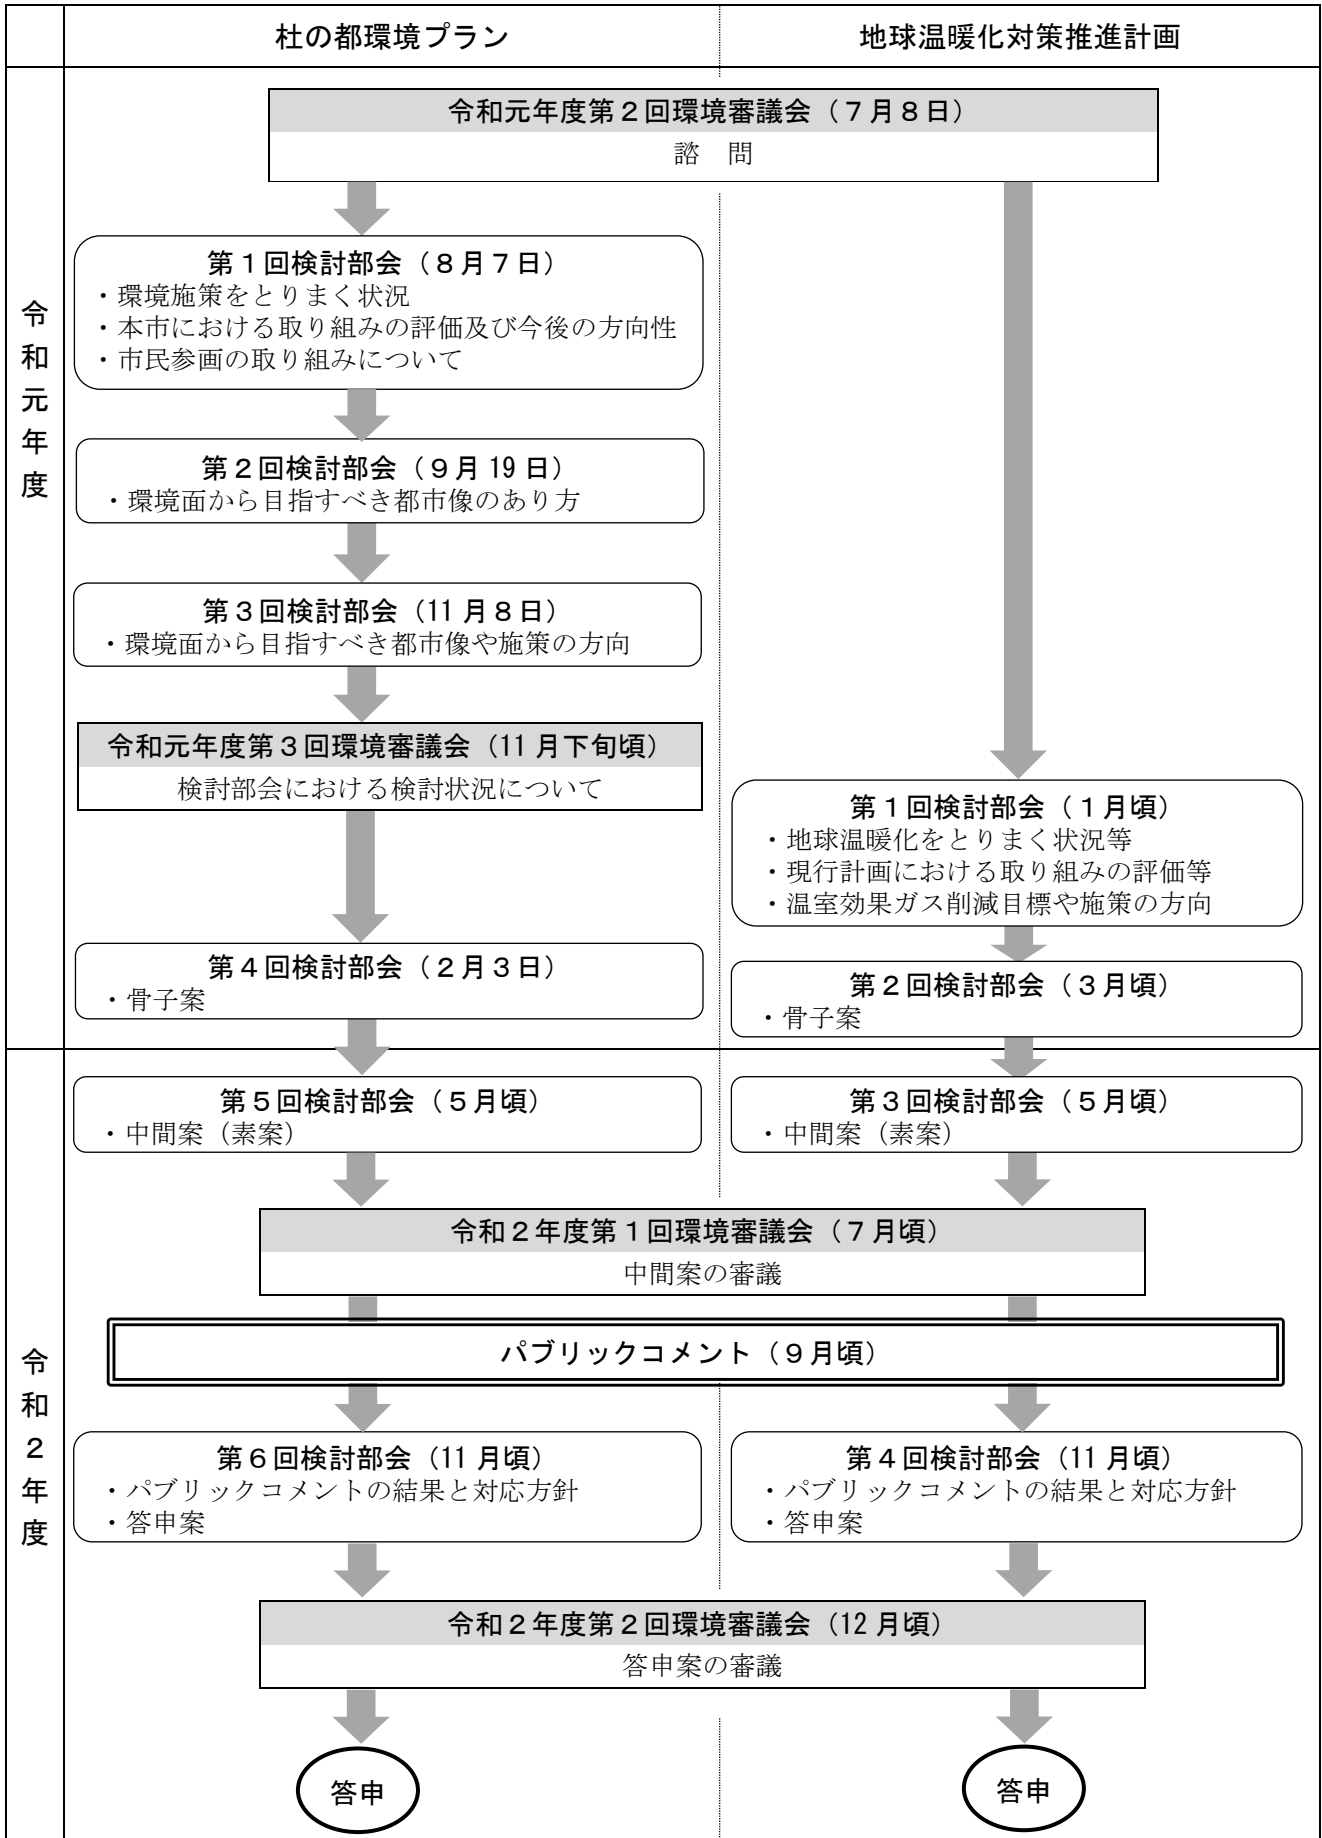 杜の都環境プラン
地球温暖化対策推進計画
令和元年度
令和元年度第２回環境審議会（７月８日）
諮　問
第１回検討部会（８月７日）
・環境施策をとりまく状況
・本市における取り組みの評価及び今後の方向性
・市民参画の取り組みについて
第２回検討部会（９月 19 日）
・環境面から目指すべき都市像のあり方
第３回検討部会（11 月８日）
・環境面から目指すべき都市像や施策の方向
令和元年度第３回環境審議会（11 月下旬頃）
検討部会における検討状況について
第１回検討部会（１月頃）
・地球温暖化をとりまく状況等
・現行計画における取り組みの評価等
・温室効果ガス削減目標や施策の方向
第４回検討部会（２月３日）
・骨子案
第２回検討部会（３月頃）
・骨子案
令和２年度
第５回検討部会（５月頃）
・中間案（素案）
第３回検討部会（５月頃）
・中間案（素案）
令和２年度第１回環境審議会（７月頃）
中間案の審議
パブリックコメント（９月頃）
第６回検討部会（11 月頃）
・パブリックコメントの結果と対応方針
・答申案
第４回検討部会（11 月頃）
・パブリックコメントの結果と対応方針
・答申案
令和２年度第２回環境審議会（12 月頃）
答申案の審議
答申
答申